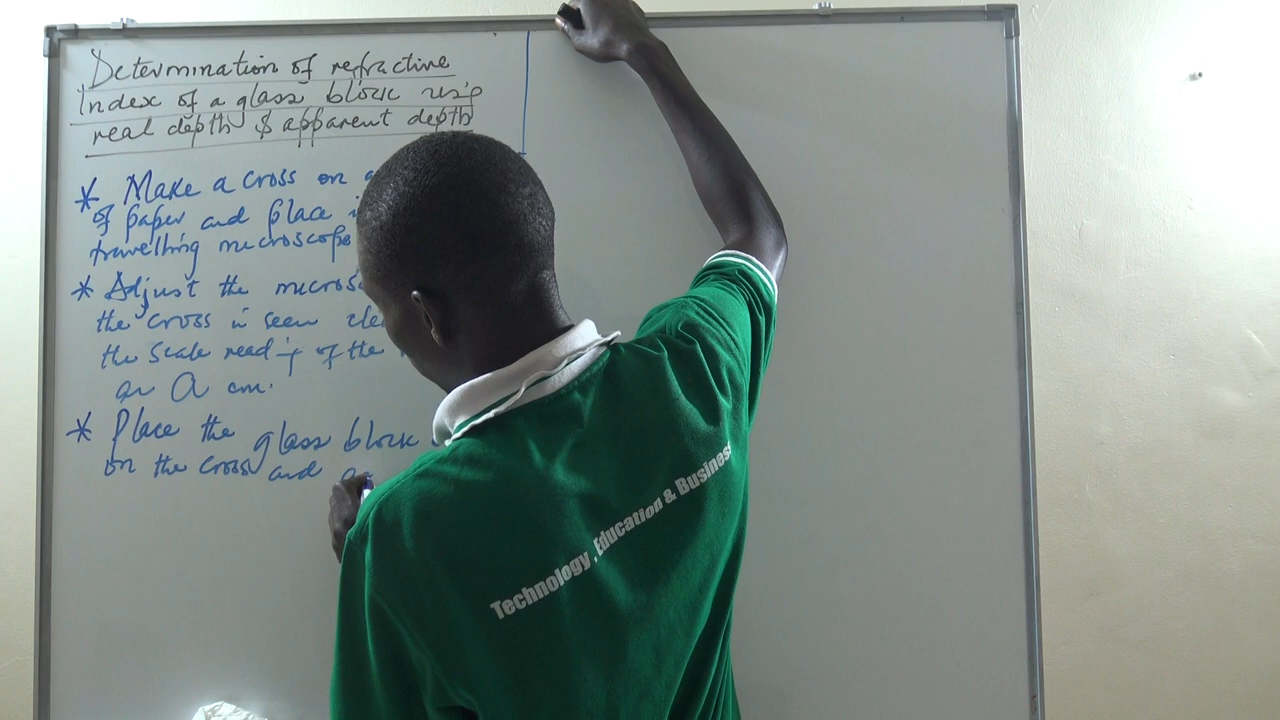 Determination of refractive
Index of a glass block using
real depth & apparent depth
* Make a cross on a
of paper and place
travelling microscope
* Adjust the micros
the cross is seen cle
the scale reading of the
as a cm.
* Place the glass block
on the cross and
Technology, Education & Business